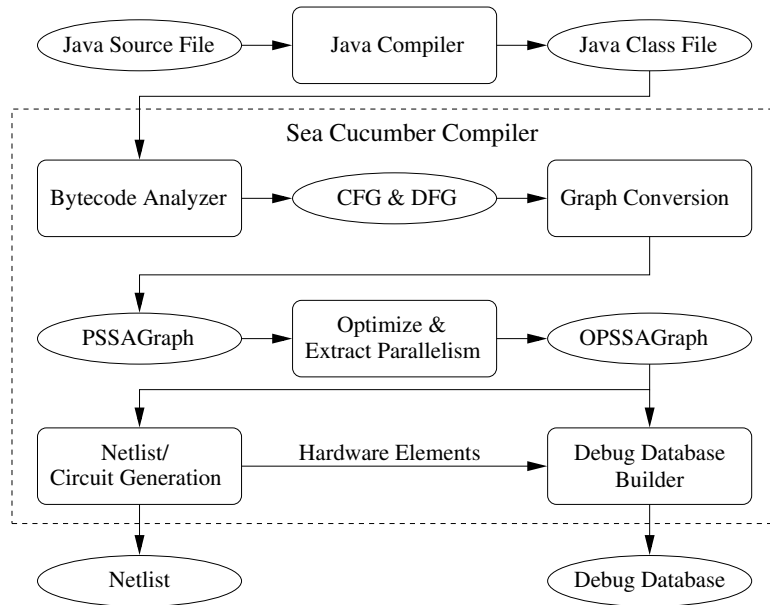 Java Source File
Java Compiler
Java Class File
Sea Cucumber Compiler
Bytecode Analyzer
CFG & DFG
Graph Conversion
PSSAGraph
Optimize &
Extract Parallelism
OPSSAGraph
Netlist/
Circuit Generation
Hardware Elements
Debug Database
Builder
Netlist
Debug Database